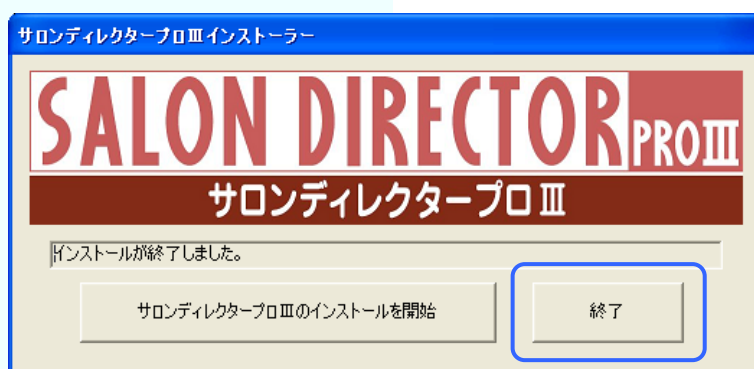 サロンディレクタープロⅢインストーラー
SALON DIRECTOR PROⅢ
サロンディレクタープロⅢ
インストールが終了しました。
サロンディレクタープロⅢのインストールを開始
終了